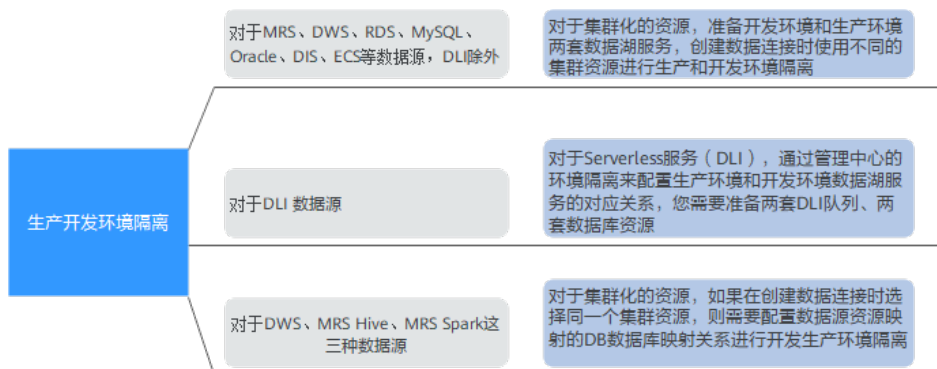 对于MRS、DWS、RDS、MySQL、
Oracle、DIS、ECS等数据源，DLI除外
对于集群化的资源，准备开发环境和生产环境
两套数据湖服务，创建数据连接时使用不同的
集群资源进行生产和开发环境隔离
生产开发环境隔离
对于DLI 数据源
对于Serverless服务（DLI），通过管理中心的
环境隔离来配置生产环境和开发环境数据湖服
务的对应关系，您需要准备两套DLI队列、两
套数据库资源
对于DWS、MRS Hive、MRS Spark这
三种数据源
对于集群化的资源，如果在创建数据连接时选
择同一个集群资源，则需要配置数据源资源映
射的DB数据库映射关系进行开发生产环境隔离